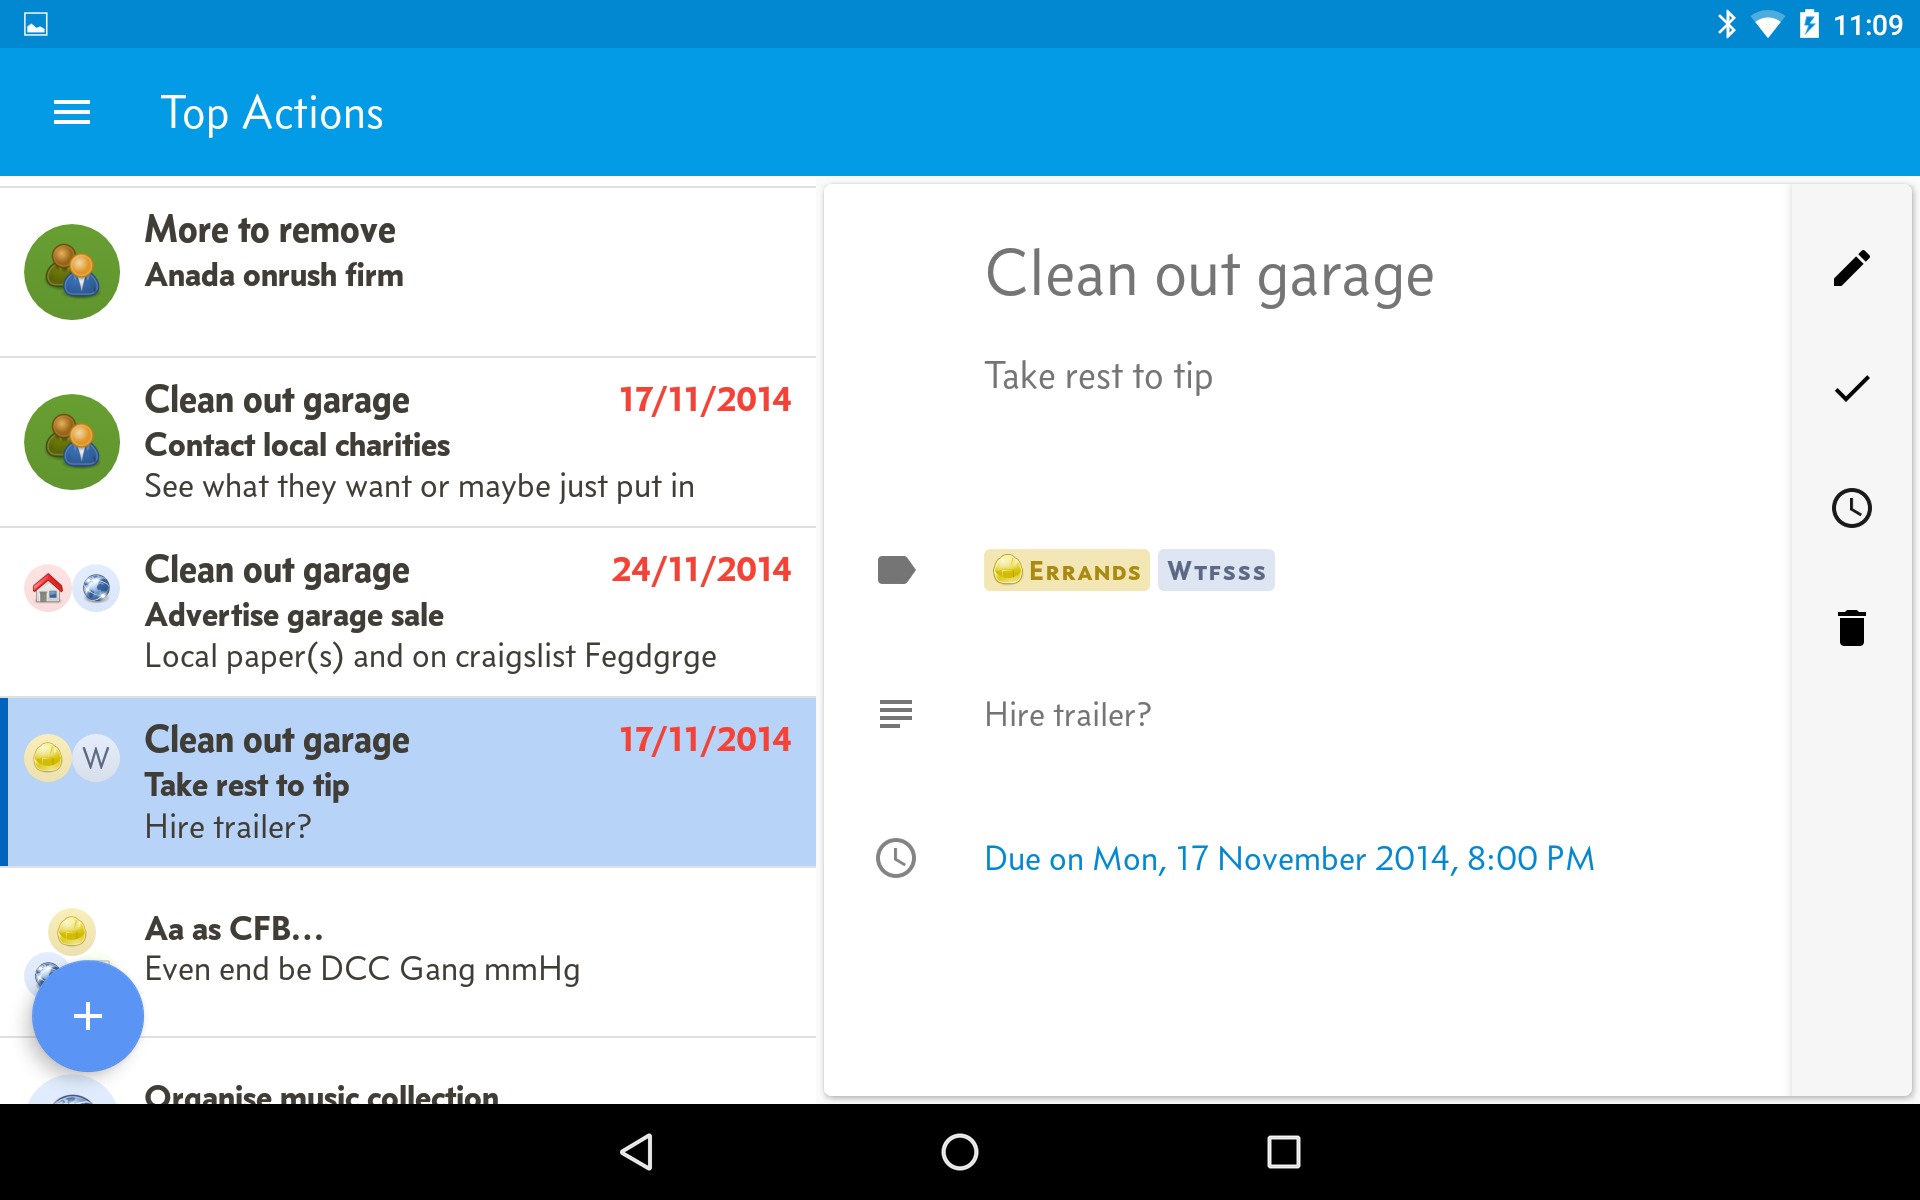 11:09
Top Actions
More to remove
Anada onrush firm
Clean out garage 17/11/2014
Contact local charities
See what they want or maybe just put in
Clean out garage 24/11/2014
Advertise garage sale
Local paper(s) and on craigslist Fegdgrge
W Clean out garage 17/11/2014
Take rest to tip
Hire trailer?
Aa as CFB...
Even end be DCC Gang mmHg
Organise music collection
Clean out garage
Take rest to tip
Errands Wtfsss
Hire trailer?
Due on Mon, 17 November 2014, 8:00 PM